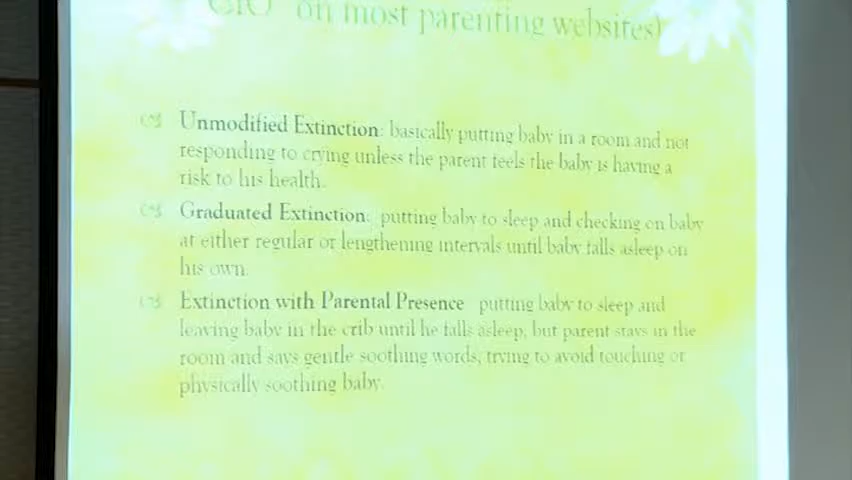 "CIO" on most parenting websites)
Unmodified Extinction: basically putting baby in a room and not
responding to crying unless the parent feels the baby is having a
risk to his health.
Graduated Extinction: putting baby to sleep and checking on baby
at either regular or lengthening intervals until baby falls asleep on
his own.
Extinction with Parental Presence putting baby to sleep and
leaving baby in the crib until he falls asleep, but parent stays in the
room and says gentle soothing words, trying to avoid touching or
physically soothing baby.